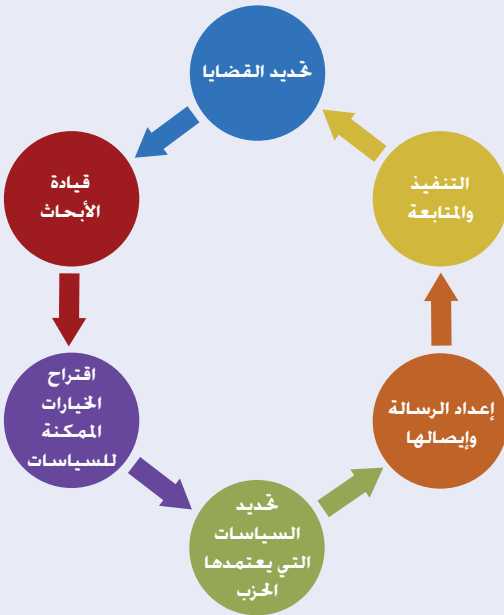 تحديد القضايا
قيادة
الأبحاث
اقتراح
الخيارات
الممكنة
للسياسات
تحديد
السياسات
التي يعتمدها
الحزب
إعداد الرسالة
وإيصالها
التنفيذ
والمتابعة